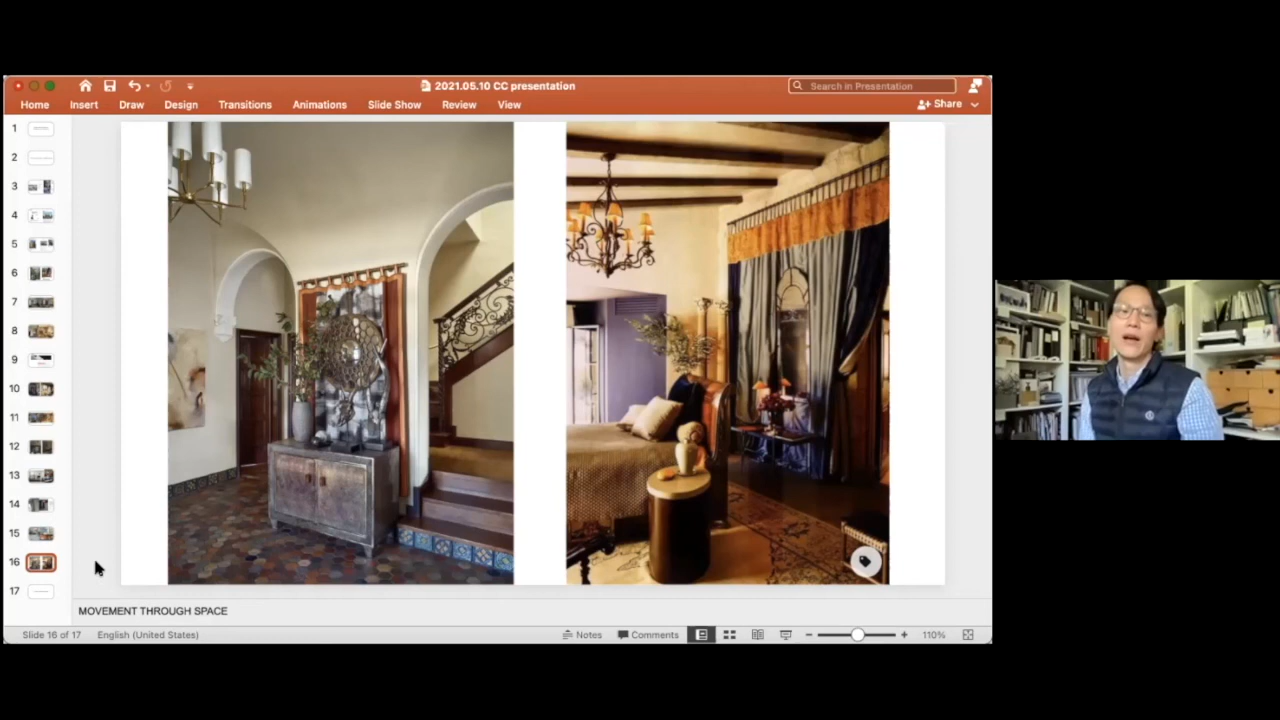 2021.05.10 CC presentation
Search in Presentation
Home Insert Draw Design Transitions Animations Slide Show Review View
Share
1
2
3
4
5
6
7
8
9
10
11
12
13
14
15
16
17
MOVEMENT THROUGH SPACE
Slide 16 of 17 English (United States) Notes Comments 110%